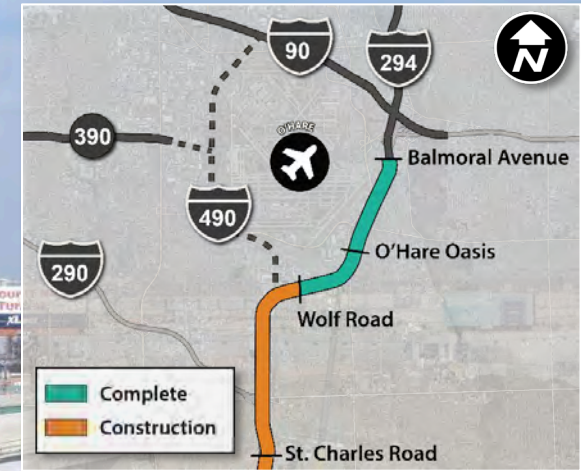 90
294
N
390
O'HARE
Balmoral Avenue
490
O'Hare Oasis
290
Wolf Road
Complete
Construction
St. Charles Road